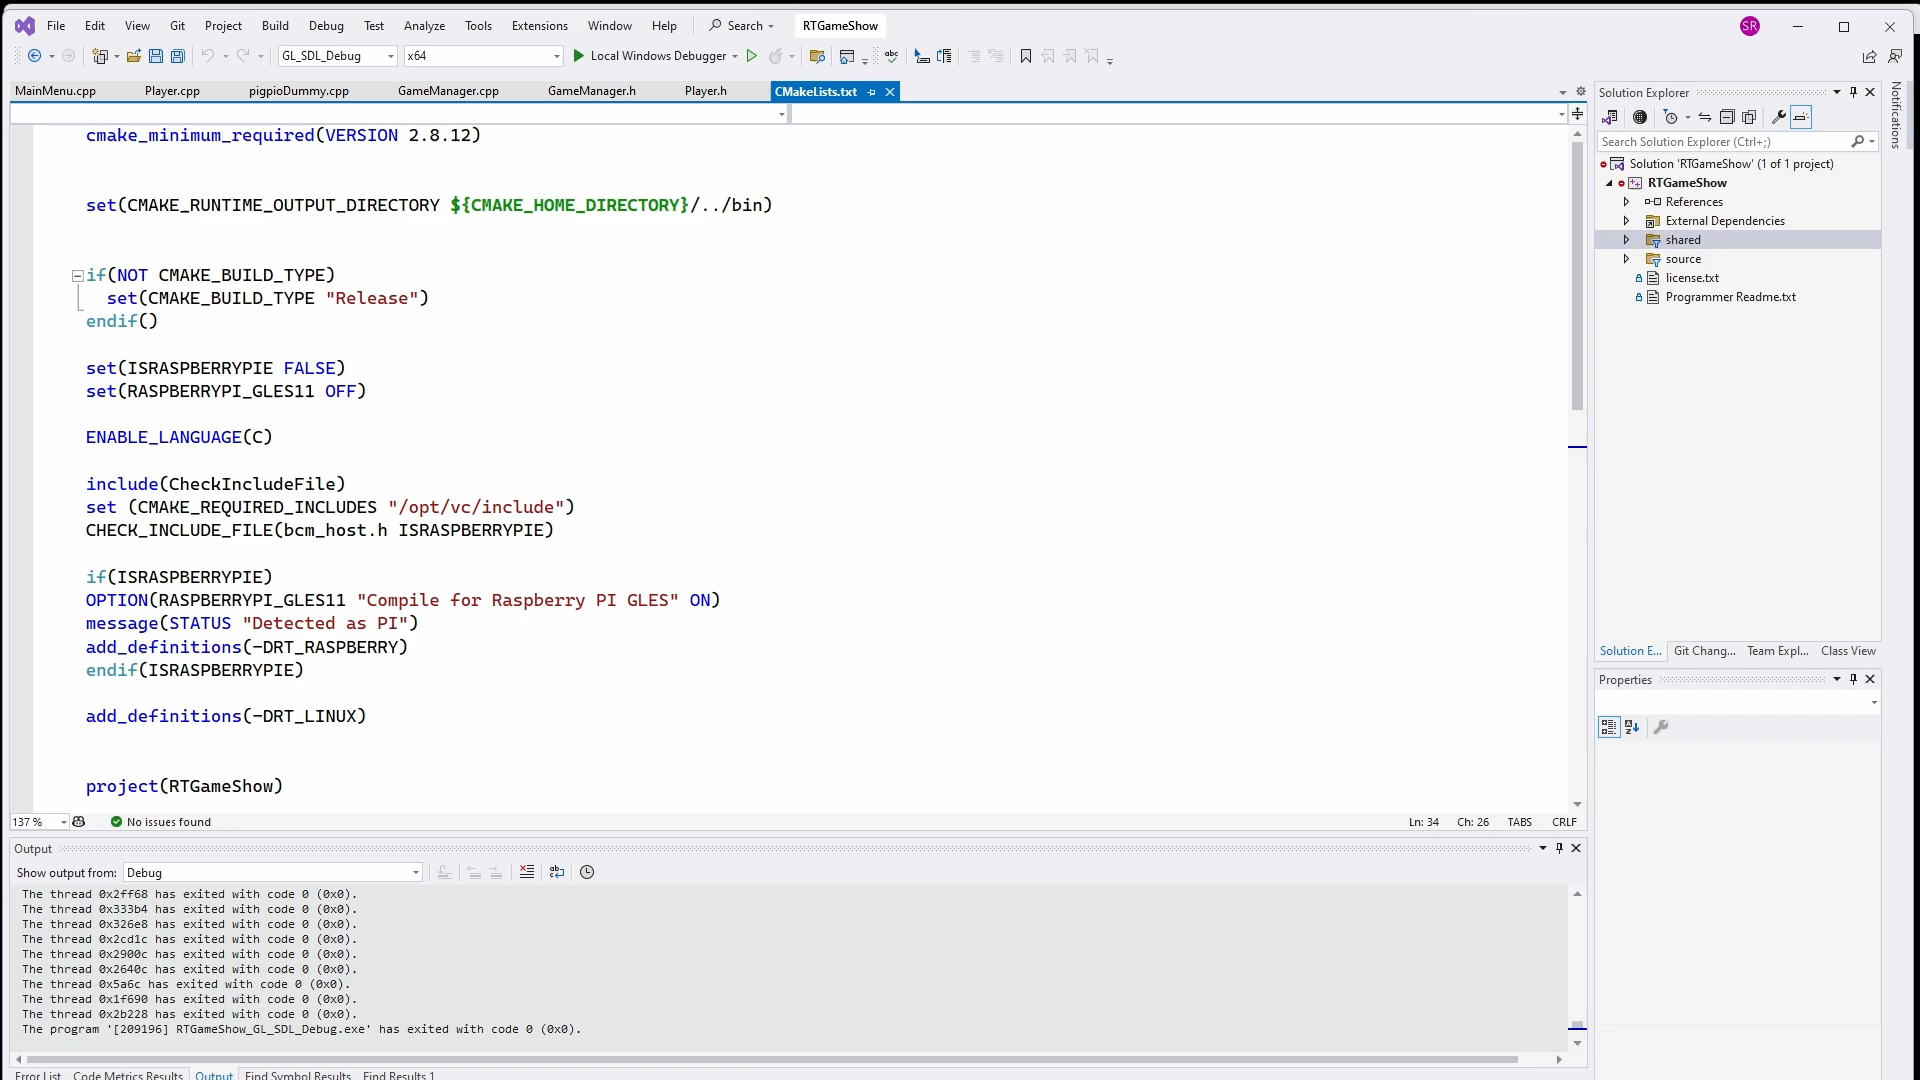 File Edit View Git Project Build Debug Test Analyze Tools Extensions Window Help Search RTGameShow SR
GL_SDL_Debug x64 Local Windows Debugger
MainMenu.cpp Player.cpp pigpioDummy.cpp GameManager.cpp GameManager.h Player.h CMakeLists.txt
cmake_minimum_required(VERSION 2.8.12)
set(CMAKE_RUNTIME_OUTPUT_DIRECTORY ${CMAKE_HOME_DIRECTORY}/../bin)
if(NOT CMAKE_BUILD_TYPE)
set(CMAKE_BUILD_TYPE "Release")
endif()
set(ISRASPBERRYPIE FALSE)
set(RASPBERRYPI_GLES11 OFF)
ENABLE_LANGUAGE(C)
include(CheckIncludeFile)
set (CMAKE_REQUIRED_INCLUDES "/opt/vc/include")
CHECK_INCLUDE_FILE(bcm_host.h ISRASPBERRYPIE)
if(ISRASPBERRYPIE)
OPTION(RASPBERRYPI_GLES11 "Compile for Raspberry PI GLES" ON)
message(STATUS "Detected as PI")
add_definitions(-DRT_RASPBERRY)
endif(ISRASPBERRYPIE)
add_definitions(-DRT_LINUX)
project(RTGameShow)
137 % No issues found Ln: 34 Ch: 26 TABS CRLF
Output
Show output from: Debug
The thread 0x2ff68 has exited with code 0 (0x0).
The thread 0x333b4 has exited with code 0 (0x0).
The thread 0x326e8 has exited with code 0 (0x0).
The thread 0x2cd1c has exited with code 0 (0x0).
The thread 0x2900c has exited with code 0 (0x0).
The thread 0x2640c has exited with code 0 (0x0).
The thread 0x5a6c has exited with code 0 (0x0).
The thread 0x1f690 has exited with code 0 (0x0).
The thread 0x2b228 has exited with code 0 (0x0).
The program '[209196] RTGameShow_GL_SDL_Debug.exe' has exited with code 0 (0x0).
Error List Code Metrics Results Output Find Symbol Results Find Results 1
Solution Explorer
Search Solution Explorer (Ctrl+;)
Solution 'RTGameShow' (1 of 1 project)
RTGameShow
References
External Dependencies
shared
source
license.txt
Programmer Readme.txt
Solution E... Git Chang... Team Expl... Class View
Properties
Notifications